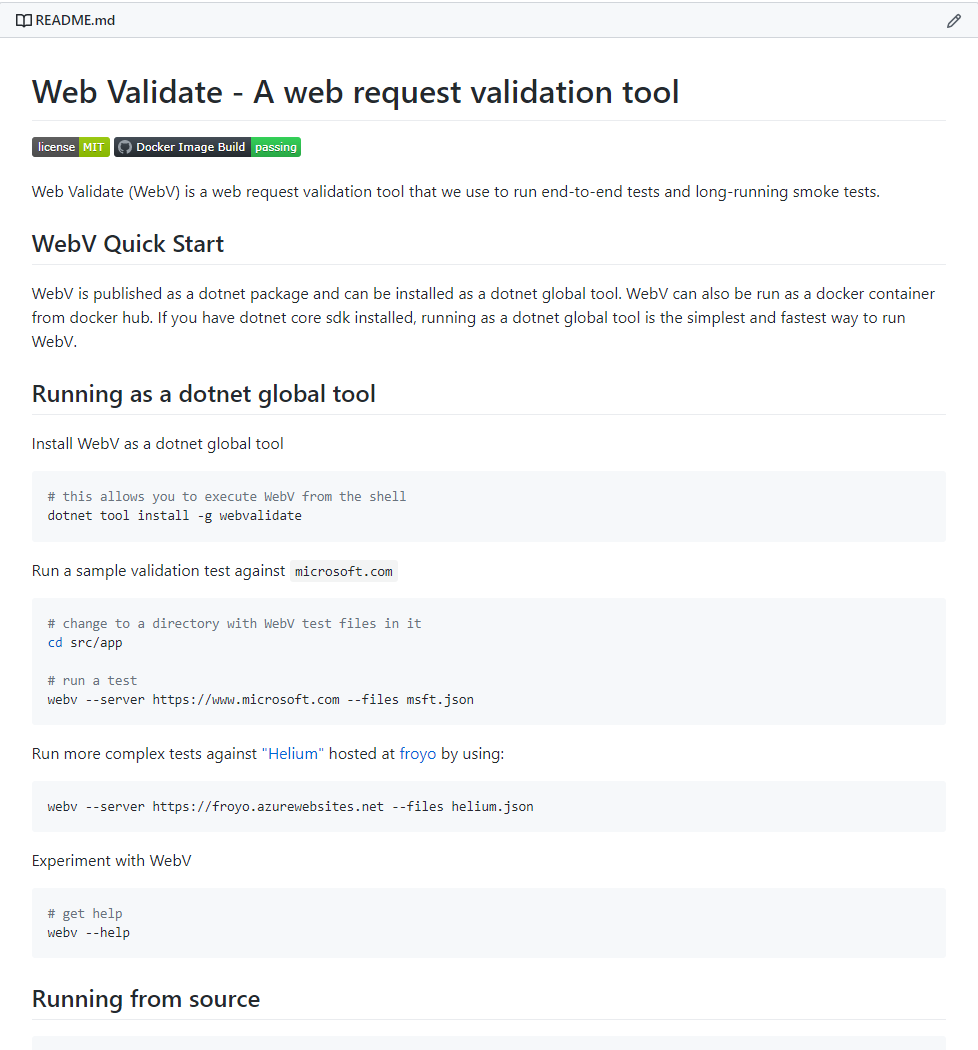 README.md
Web Validate - A web request validation tool
license MIT Docker Image Build passing
Web Validate (WebV) is a web request validation tool that we use to run end-to-end tests and long-running smoke tests.
WebV Quick Start
WebV is published as a dotnet package and can be installed as a dotnet global tool. WebV can also be run as a docker container
from docker hub. If you have dotnet core sdk installed, running as a dotnet global tool is the simplest and fastest way to run
WebV.
Running as a dotnet global tool
Install WebV as a dotnet global tool
# this allows you to execute WebV from the shell
dotnet tool install -g webvalidate
Run a sample validation test against microsoft.com
# change to a directory with WebV test files in it
cd src/app
# run a test
webv --server https://www.microsoft.com --files msft.json
Run more complex tests against "Helium" hosted at froyo by using:
webv --server https://froyo.azurewebsites.net --files helium.json
Experiment with WebV
# get help
webv --help
Running from source